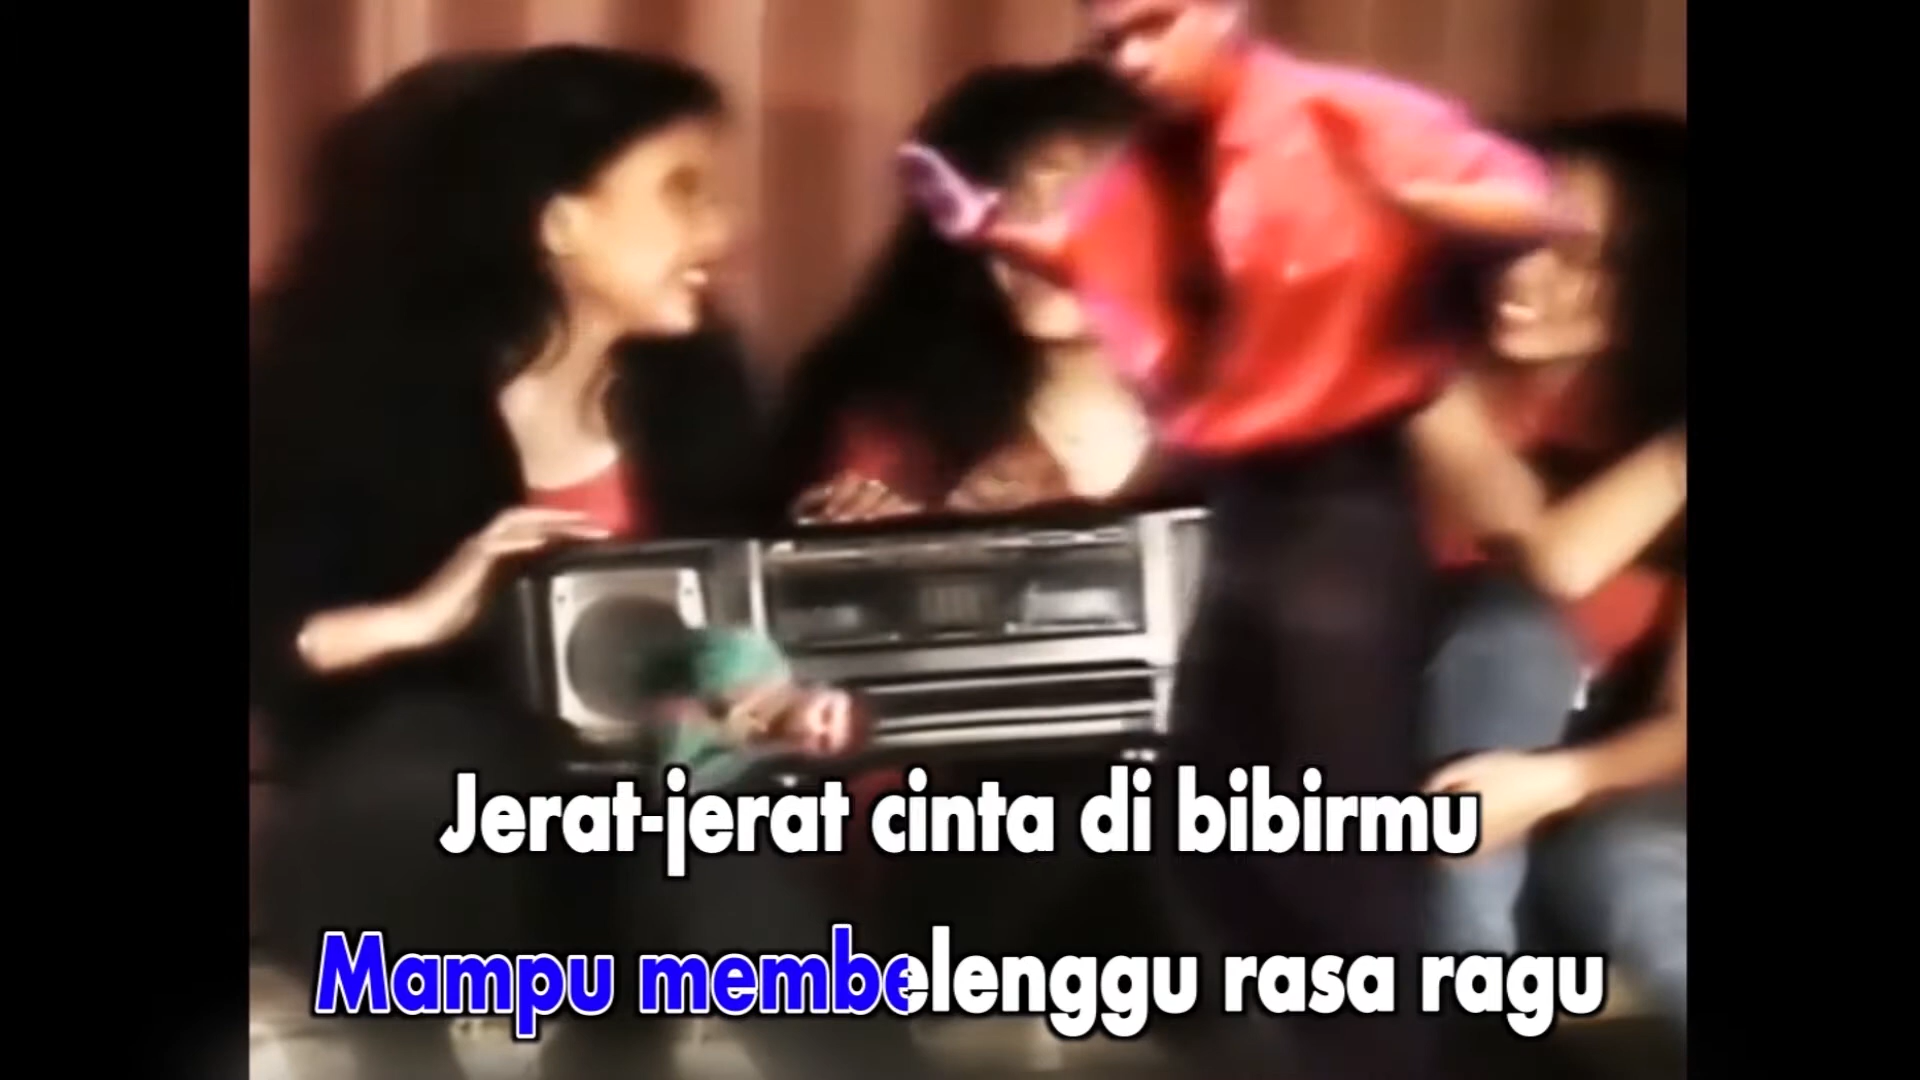 Jerat-jerat cinta di bibirmu
Mampu membelenggu rasa ragu